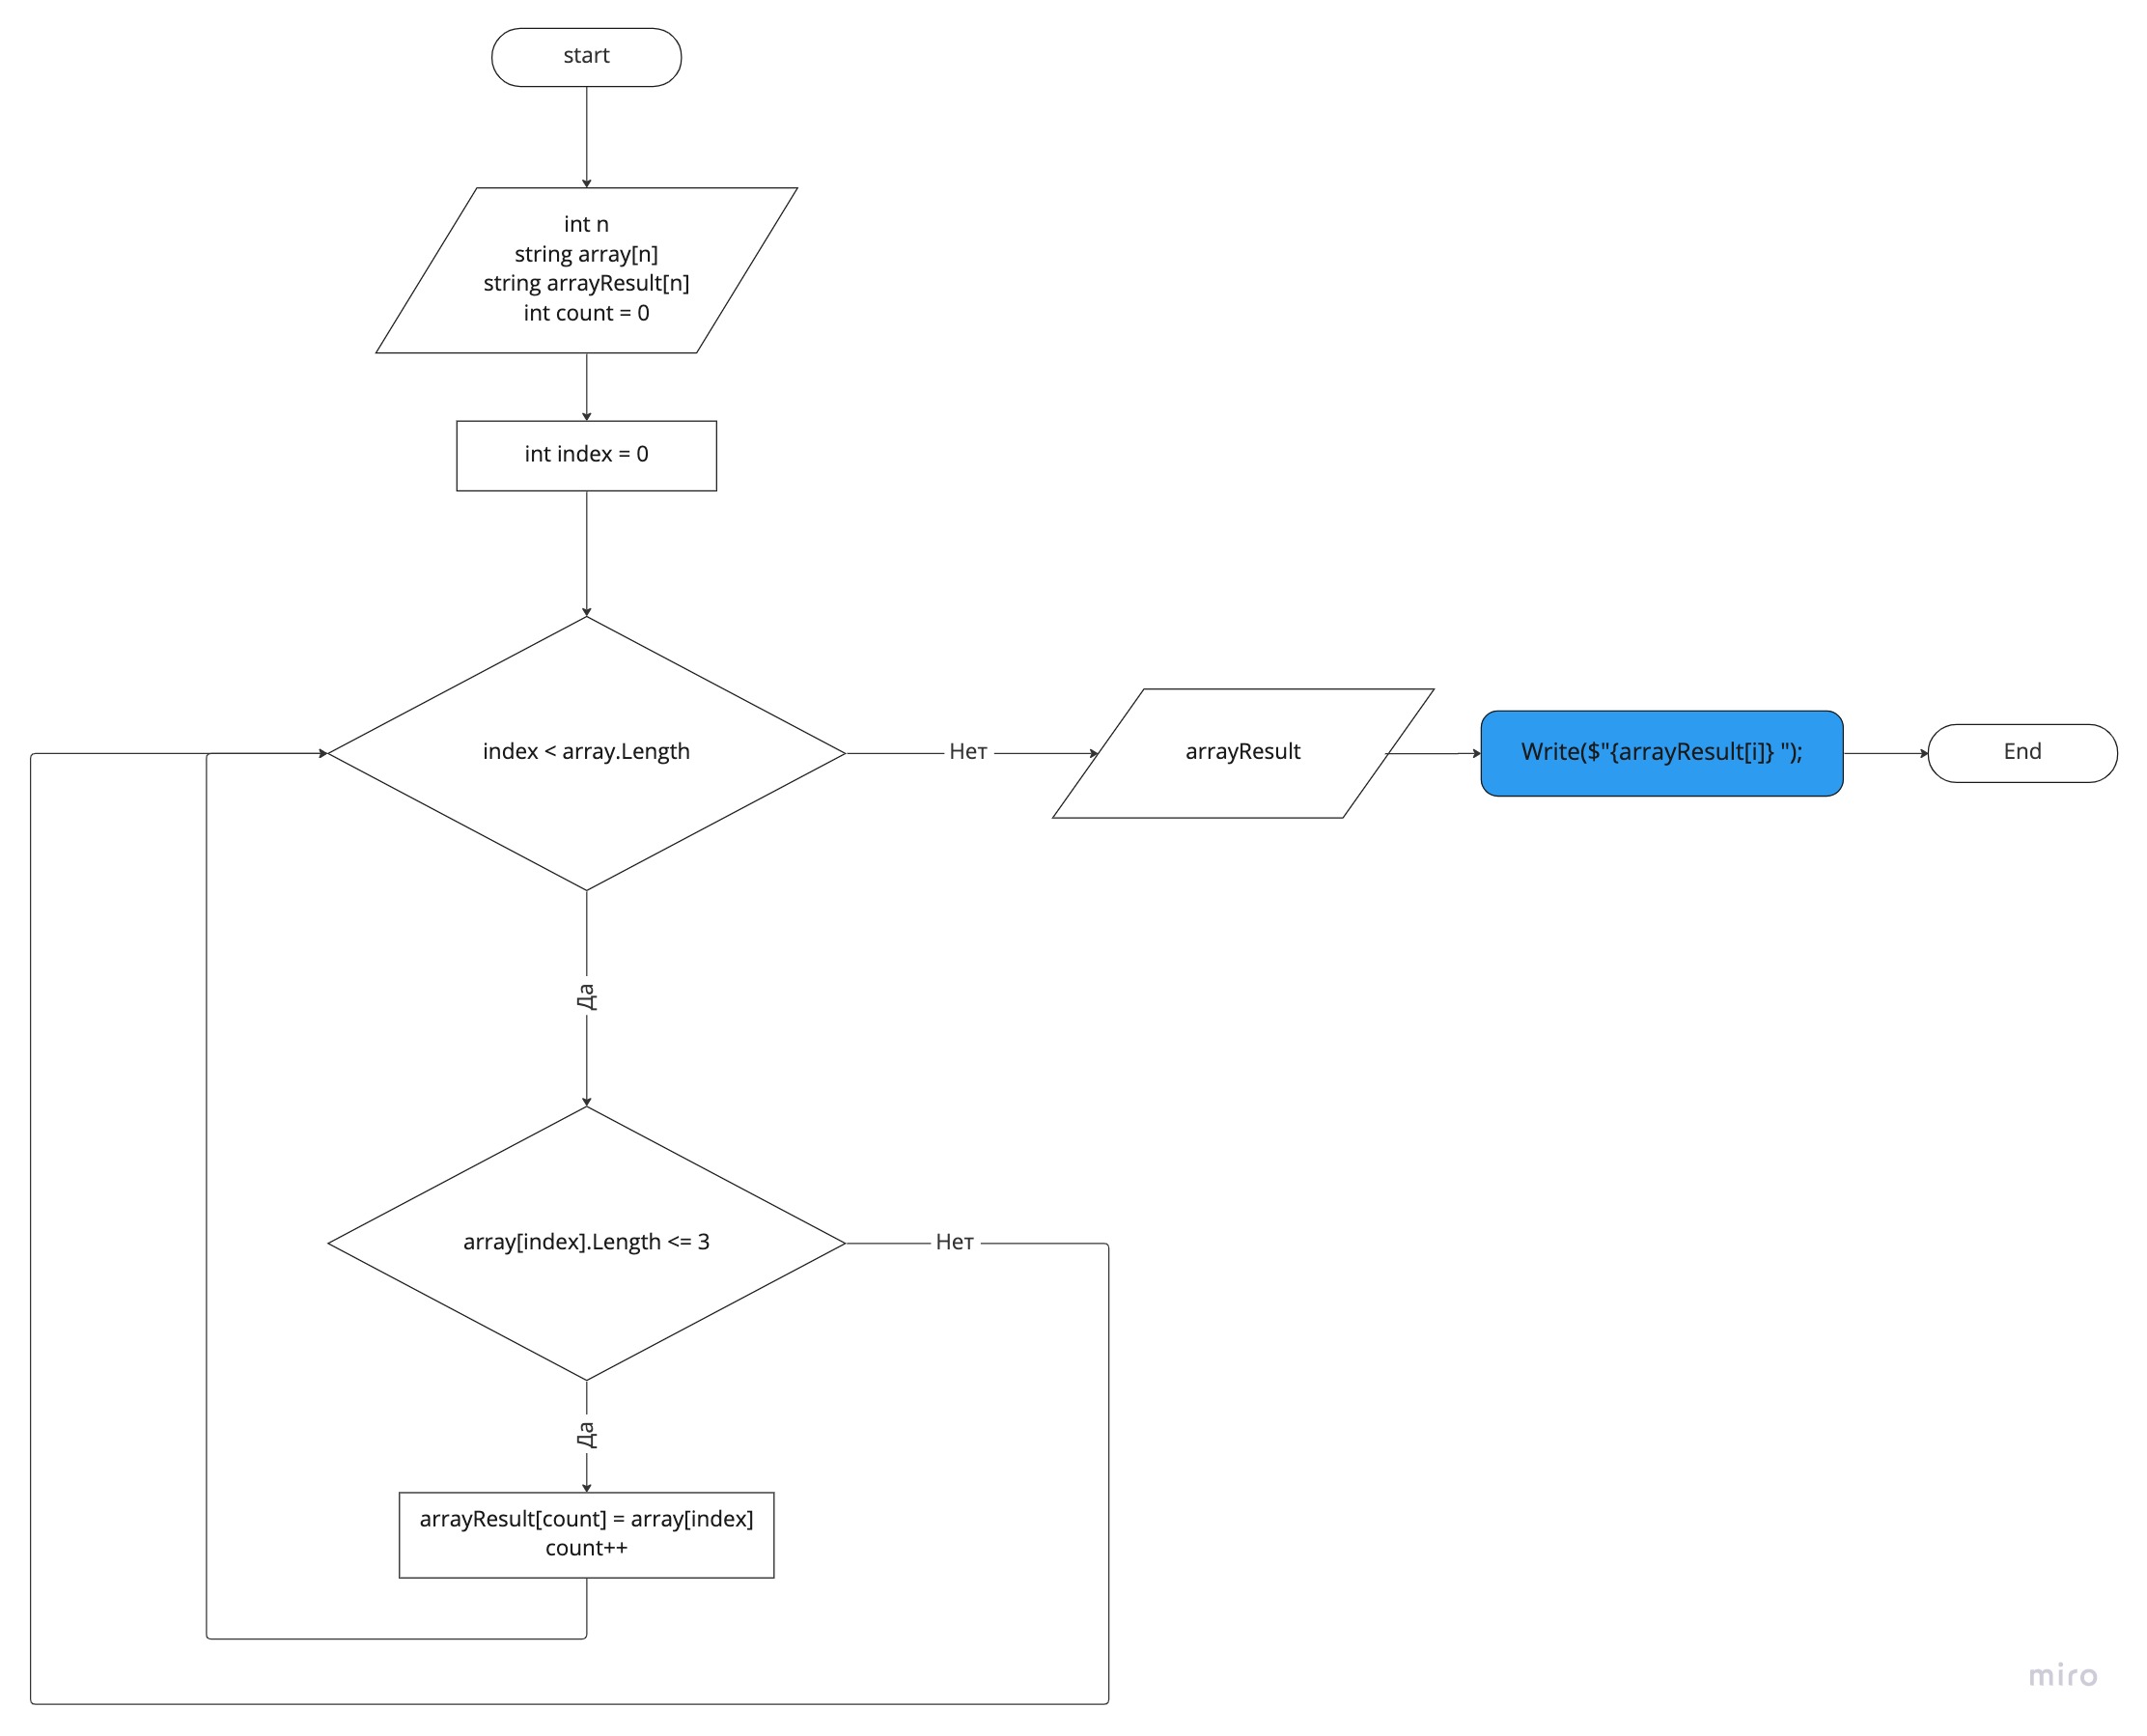 start
int n
string array[n]
string arrayResult[n]
int count = 0
int index = 0
index < array.Length
Нет
arrayResult
Write($"{arrayResult[i]} ");
End
Да
array[index].Length <= 3
Нет
Да
arrayResult[count] = array[index]
count++
miro